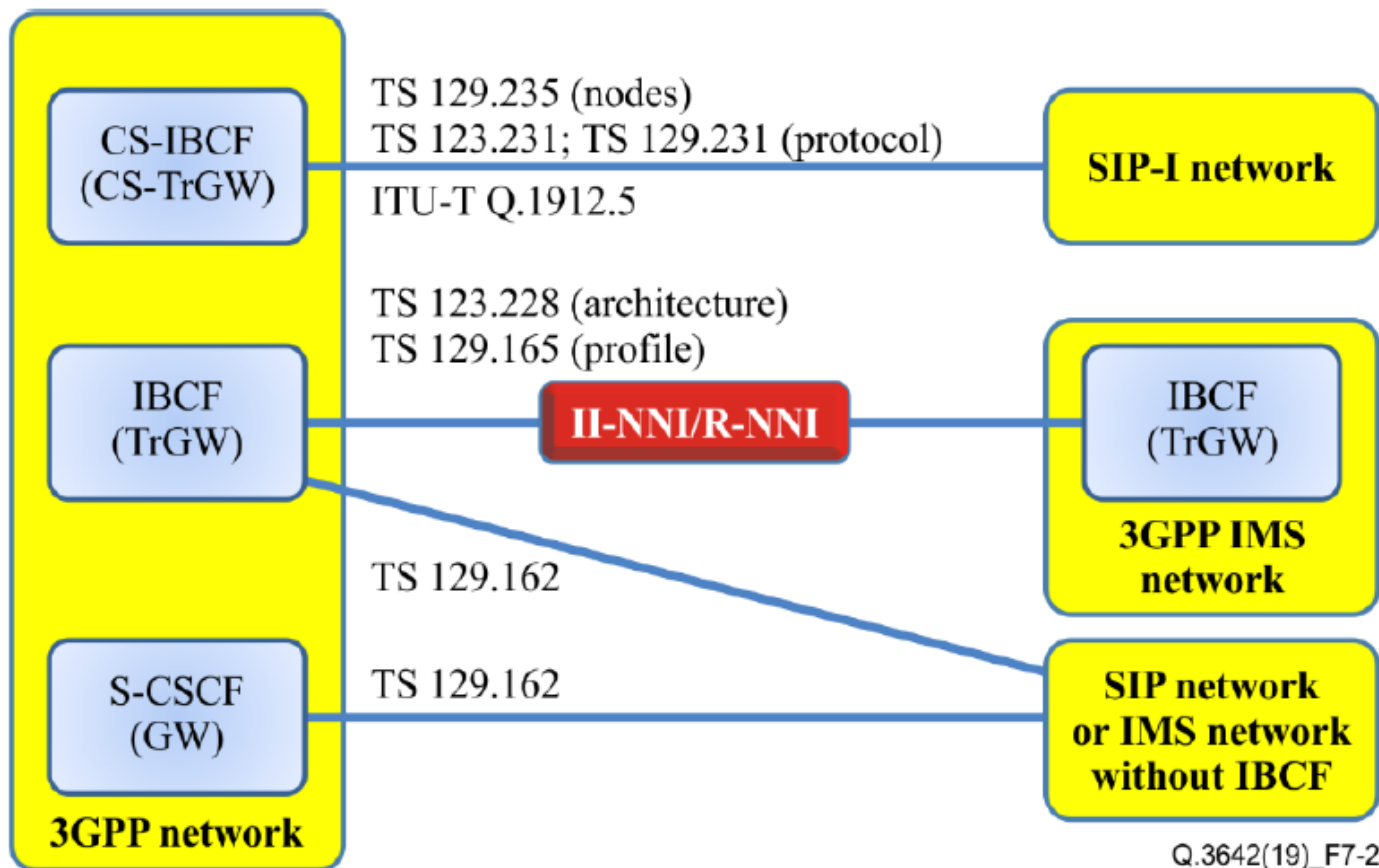 TS 129.235 (nodes)
TS 123.231; TS 129.231 (protocol)
CS-IBCF
(CS-TrGW)
SIP-I network
ITU-T Q.1912.5
TS 123.228 (architecture)
TS 129.165 (profile)
IBCF
(TrGW)
II-NNI/R-NNI
IBCF
(TrGW)
3GPP IMS
network
TS 129.162
S-CSCF
(GW)
TS 129.162
SIP network
or IMS network
without IBCF
3GPP network
Q.3642(19)_F7-2